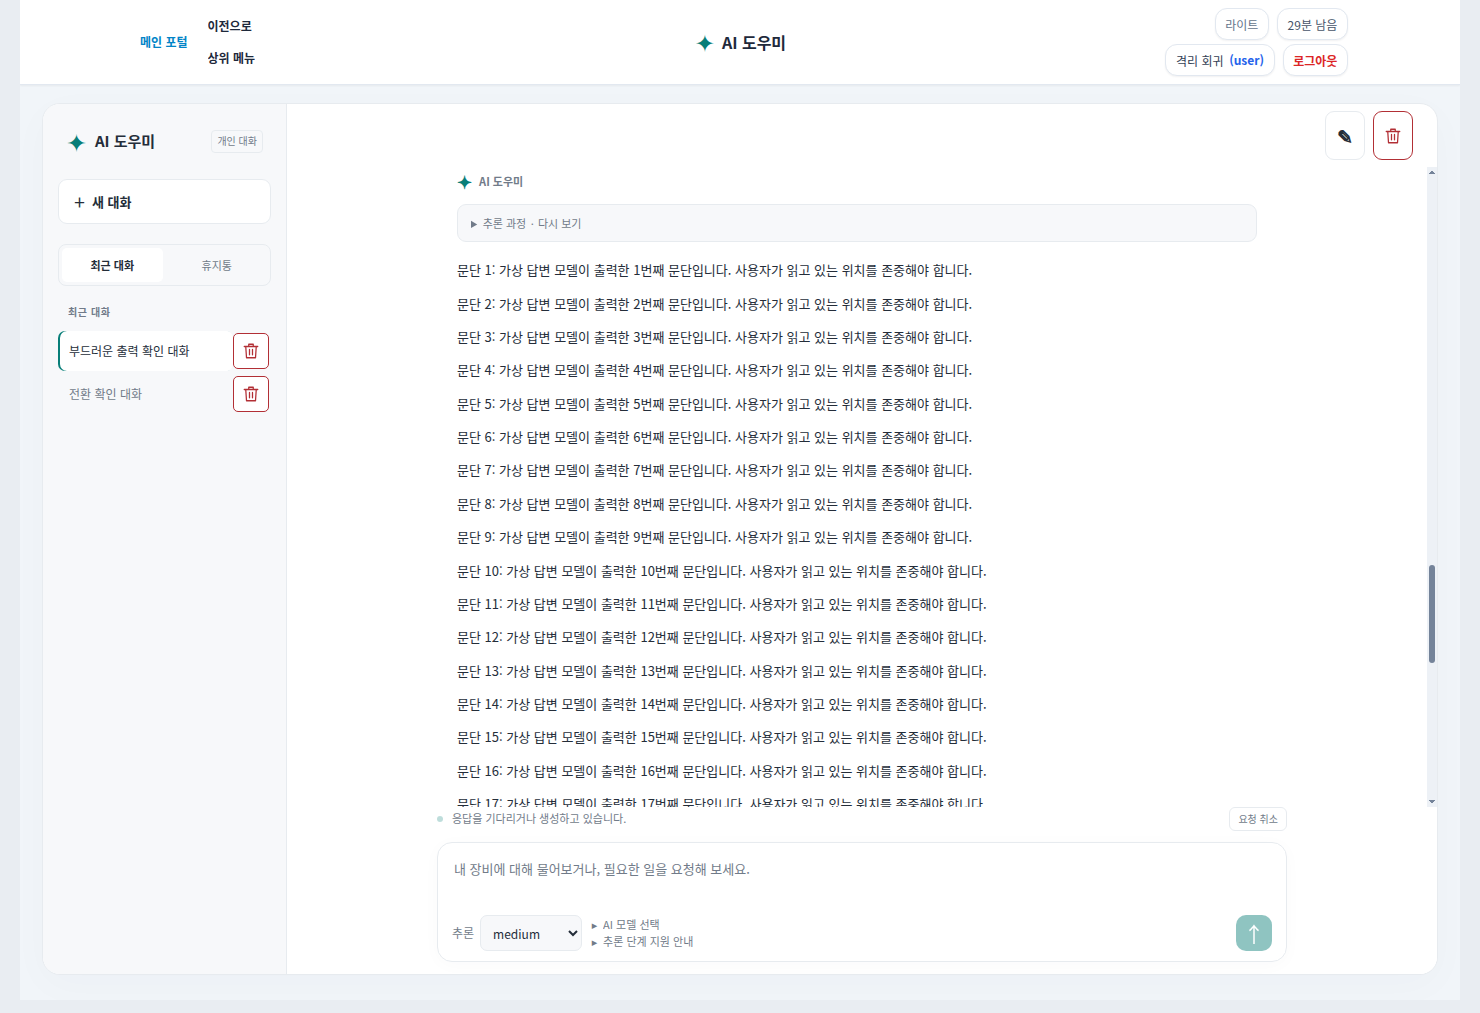 메인 포털
이전으로
상위 메뉴
AI 도우미
라이트
29분 남음
격리 회귀 (user)
로그아웃
AI 도우미
개인 대화
+ 새 대화
최근 대화
휴지통
최근 대화
부드러운 출력 확인 대화
전환 확인 대화
AI 도우미
▶ 추론 과정 · 다시 보기
문단 1: 가상 답변 모델이 출력한 1번째 문단입니다. 사용자가 읽고 있는 위치를 존중해야 합니다.
문단 2: 가상 답변 모델이 출력한 2번째 문단입니다. 사용자가 읽고 있는 위치를 존중해야 합니다.
문단 3: 가상 답변 모델이 출력한 3번째 문단입니다. 사용자가 읽고 있는 위치를 존중해야 합니다.
문단 4: 가상 답변 모델이 출력한 4번째 문단입니다. 사용자가 읽고 있는 위치를 존중해야 합니다.
문단 5: 가상 답변 모델이 출력한 5번째 문단입니다. 사용자가 읽고 있는 위치를 존중해야 합니다.
문단 6: 가상 답변 모델이 출력한 6번째 문단입니다. 사용자가 읽고 있는 위치를 존중해야 합니다.
문단 7: 가상 답변 모델이 출력한 7번째 문단입니다. 사용자가 읽고 있는 위치를 존중해야 합니다.
문단 8: 가상 답변 모델이 출력한 8번째 문단입니다. 사용자가 읽고 있는 위치를 존중해야 합니다.
문단 9: 가상 답변 모델이 출력한 9번째 문단입니다. 사용자가 읽고 있는 위치를 존중해야 합니다.
문단 10: 가상 답변 모델이 출력한 10번째 문단입니다. 사용자가 읽고 있는 위치를 존중해야 합니다.
문단 11: 가상 답변 모델이 출력한 11번째 문단입니다. 사용자가 읽고 있는 위치를 존중해야 합니다.
문단 12: 가상 답변 모델이 출력한 12번째 문단입니다. 사용자가 읽고 있는 위치를 존중해야 합니다.
문단 13: 가상 답변 모델이 출력한 13번째 문단입니다. 사용자가 읽고 있는 위치를 존중해야 합니다.
문단 14: 가상 답변 모델이 출력한 14번째 문단입니다. 사용자가 읽고 있는 위치를 존중해야 합니다.
문단 15: 가상 답변 모델이 출력한 15번째 문단입니다. 사용자가 읽고 있는 위치를 존중해야 합니다.
문단 16: 가상 답변 모델이 출력한 16번째 문단입니다. 사용자가 읽고 있는 위치를 존중해야 합니다.
문단 17: 가상 답변 모델이 출력한 17번째 문단입니다. 사용자가 읽고 있는 위치를 존중해야 합니다.
응답을 기다리거나 생성하고 있습니다.
요청 취소
내 장비에 대해 물어보거나, 필요한 일을 요청해 보세요.
추론
medium
▸ AI 모델 선택
▸ 추론 단계 지원 안내